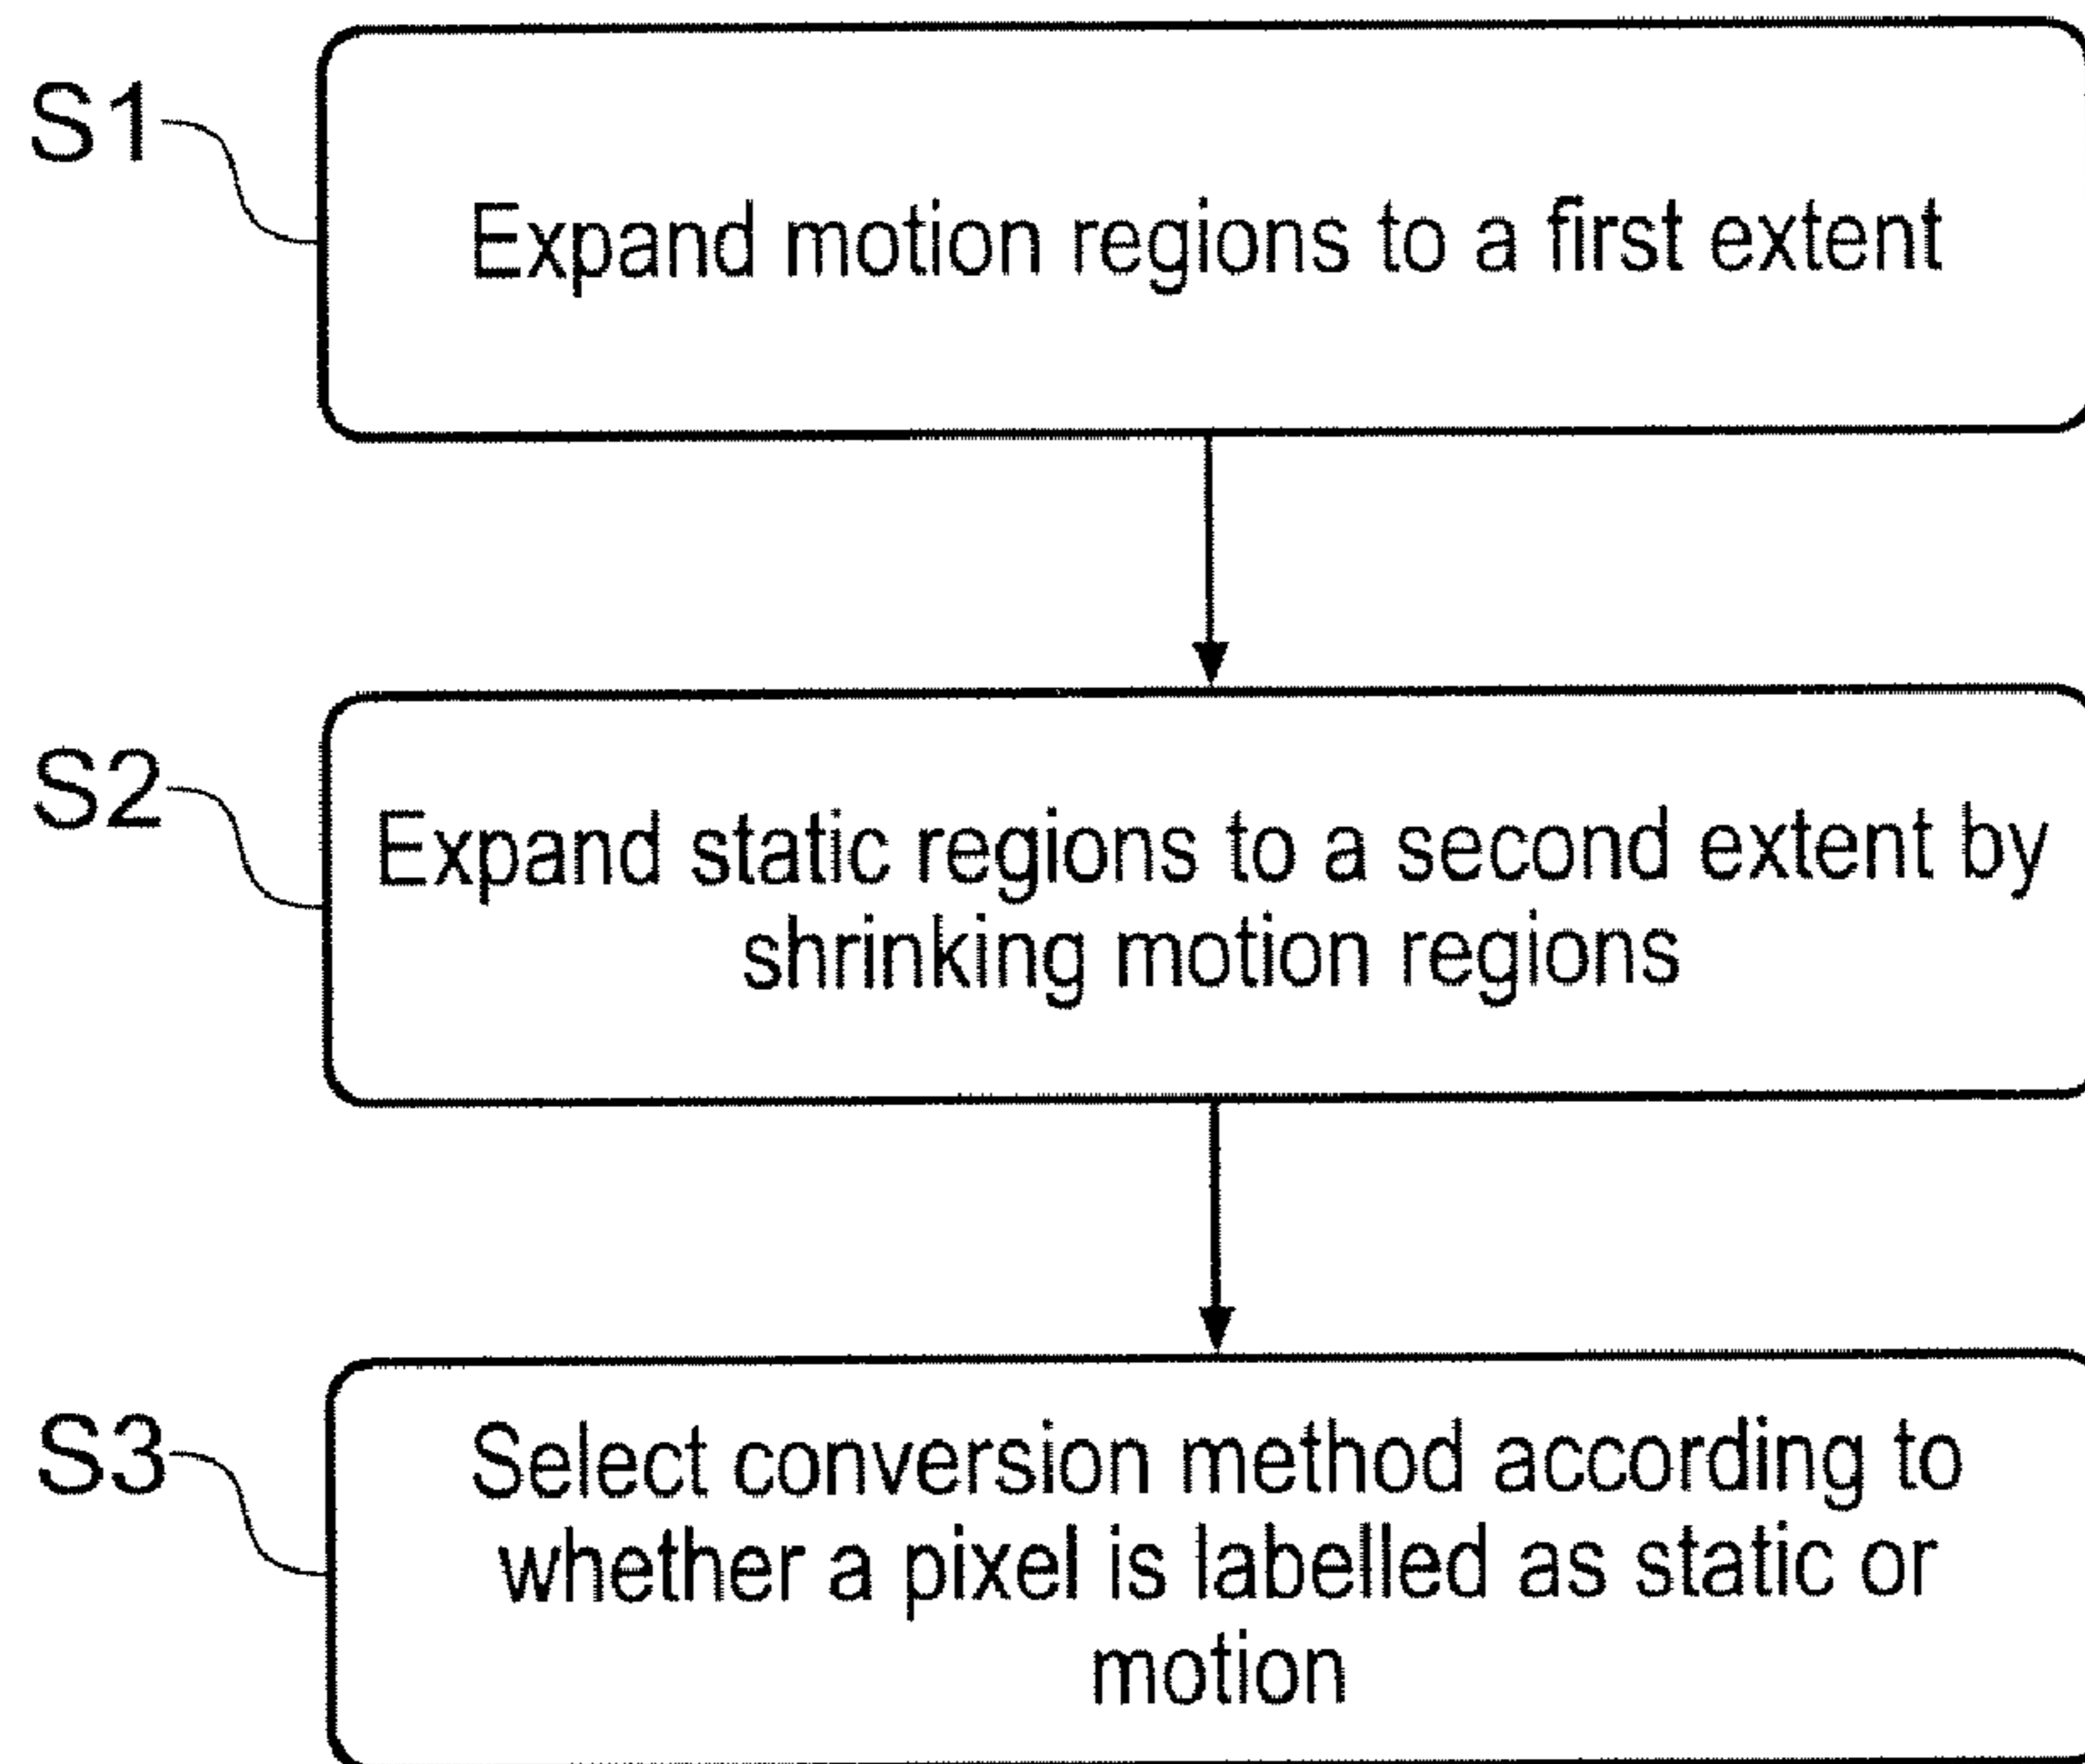 S1
Expand motion regions to a first extent
S2
Expand static regions to a second extent by
shrinking motion regions
S3
Select conversion method according to
whether a pixel is labelled as static or
motion